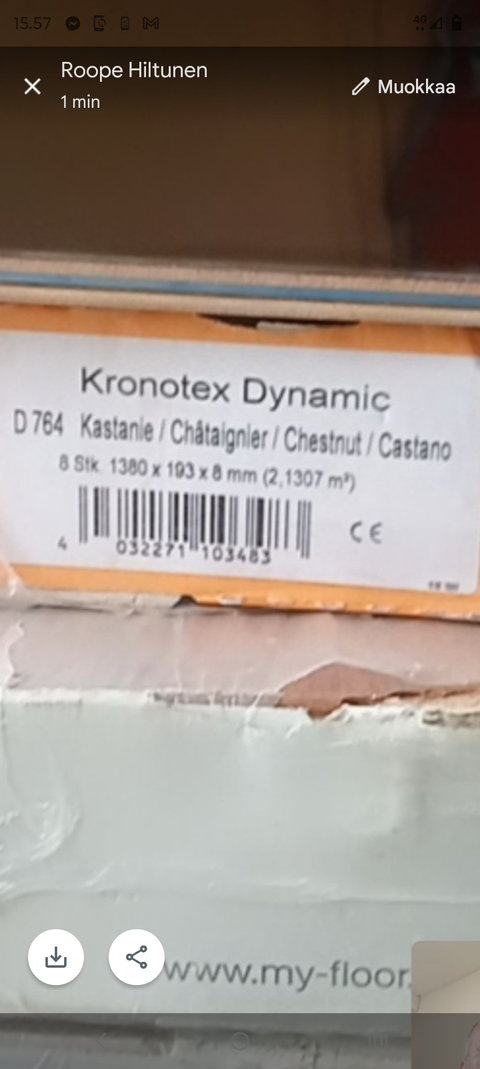 15.57
4G
Roope Hiltunen
1 min
Muokkaa
Kronotex Dynamic
D 764 Kastanie / Châtaignier / Chestnut / Castano
8 Stk. 1380 x 193 x 8 mm (2,1307 m²)
4 032271 103483
CE
www.my-floor.